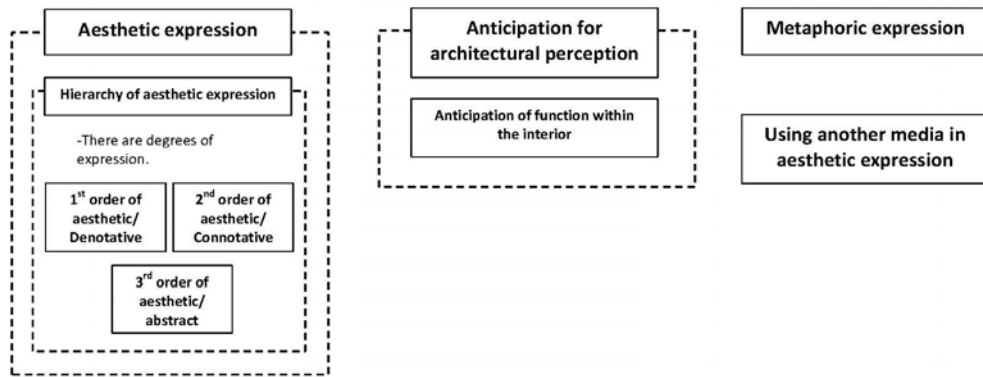 Aesthetic expression
Hierarchy of aesthetic expression
-There are degrees of
expression.
1st order of
aesthetic/
Denotative
2nd order of
aesthetic/
Connotative
3rd order of
aesthetic/
abstract
Anticipation for
architectural perception
Anticipation of function within
the interior
Metaphoric expression
Using another media in
aesthetic expression